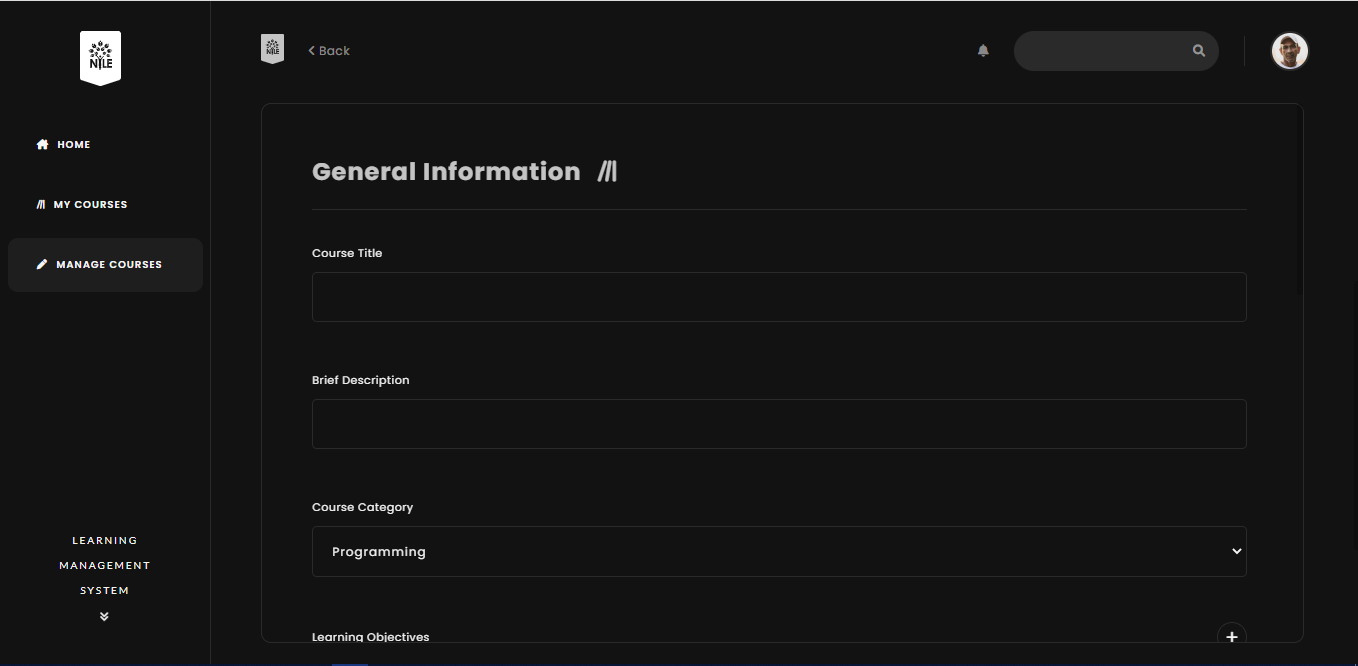 NILE
HOME
MY COURSES
MANAGE COURSES
LEARNING
MANAGEMENT
SYSTEM
NILE
Back
General Information
Course Title
Brief Description
Course Category
Programming
Learning Objectives